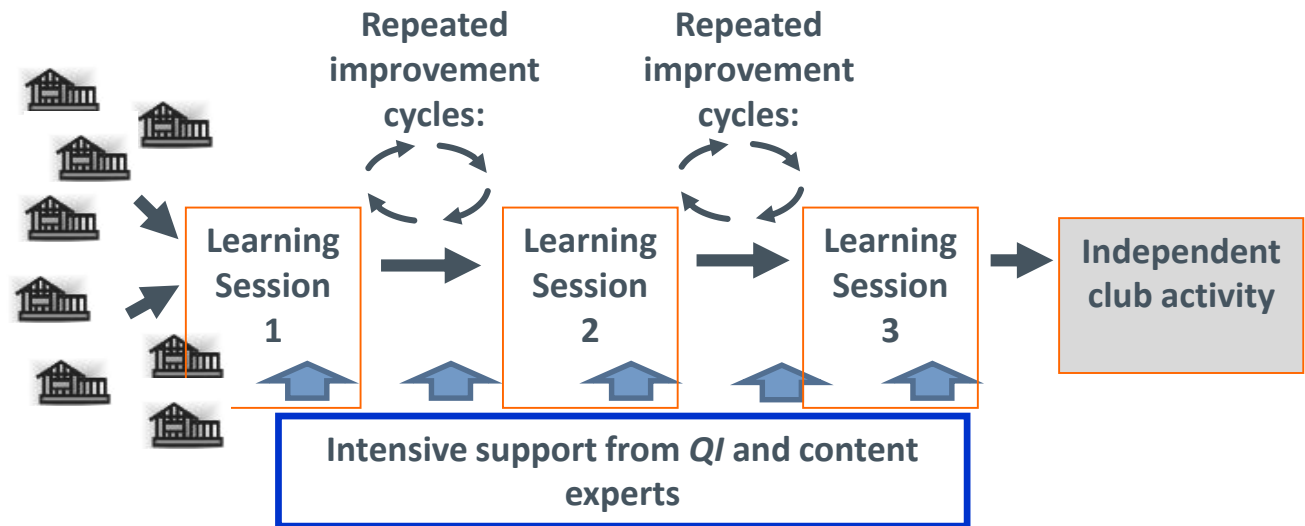 Repeated
improvement
cycles:
Repeated
improvement
cycles:
Learning
Session
1
Learning
Session
2
Learning
Session
3
Independent
club activity
Intensive support from QI and content
experts